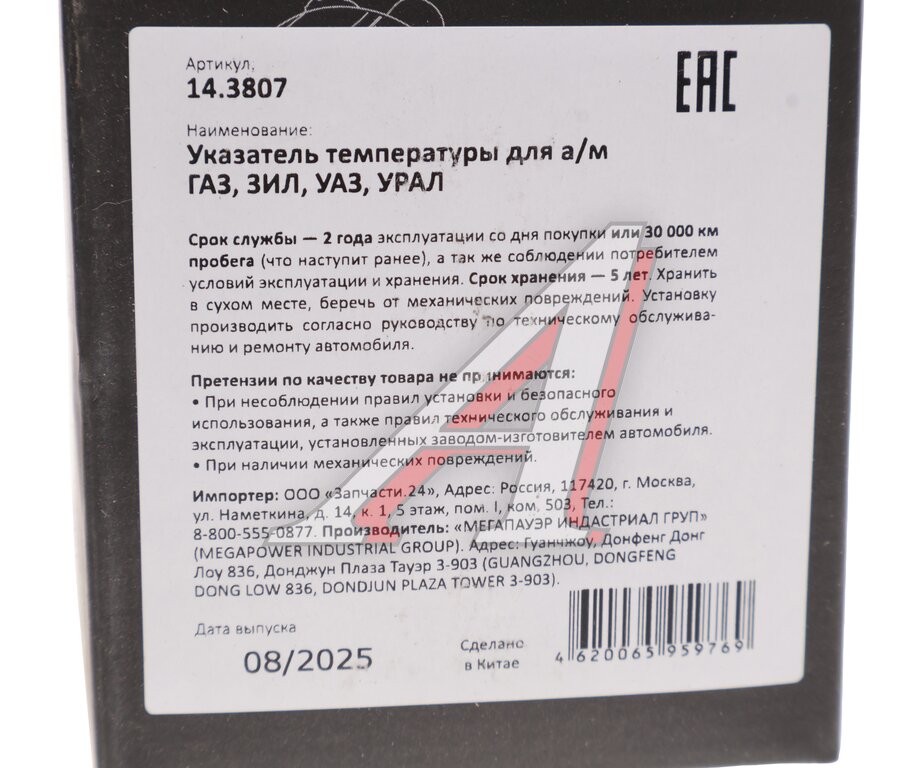 Артикул:
14.3807
ЕАС
Наименование:
Указатель температуры для а/м
ГАЗ, ЗИЛ, УАЗ, УРАЛ
Срок службы — 2 года эксплуатации со дня покупки или 30 000 км
пробега (что наступит ранее), а так же соблюдении потребителем
условий эксплуатации и хранения. Срок хранения — 5 лет. Хранить
в сухом месте, беречь от механических повреждений. Установку
производить согласно руководству по техническому обслужива-
нию и ремонту автомобиля.
Претензии по качеству товара не принимаются:
• При несоблюдении правил установки и безопасного
использования, а также правил технического обслуживания и
эксплуатации, установленных заводом-изготовителем автомобиля.
• При наличии механических повреждений.
Импортер: ООО «Запчасти.24», Адрес: Россия, 117420, г. Москва,
ул. Наметкина, д. 14, к. 1, 5 этаж, пом. I, ком. 503, Тел.:
8-800-555-0877. Производитель: «МЕГАПАУЭР ИНДАСТРИАЛ ГРУП»
(MEGAPOWER INDUSTRIAL GROUP). Адрес: Гуанчжоу, Донфенг Донг
Лоу 836, Донджун Плаза Тауэр 3-903 (GUANGZHOU, DONGFENG
DONG LOW 836, DONDJUN PLAZA TOWER 3-903).
Дата выпуска
08/2025
Сделано
в Китае
4 620065 959769